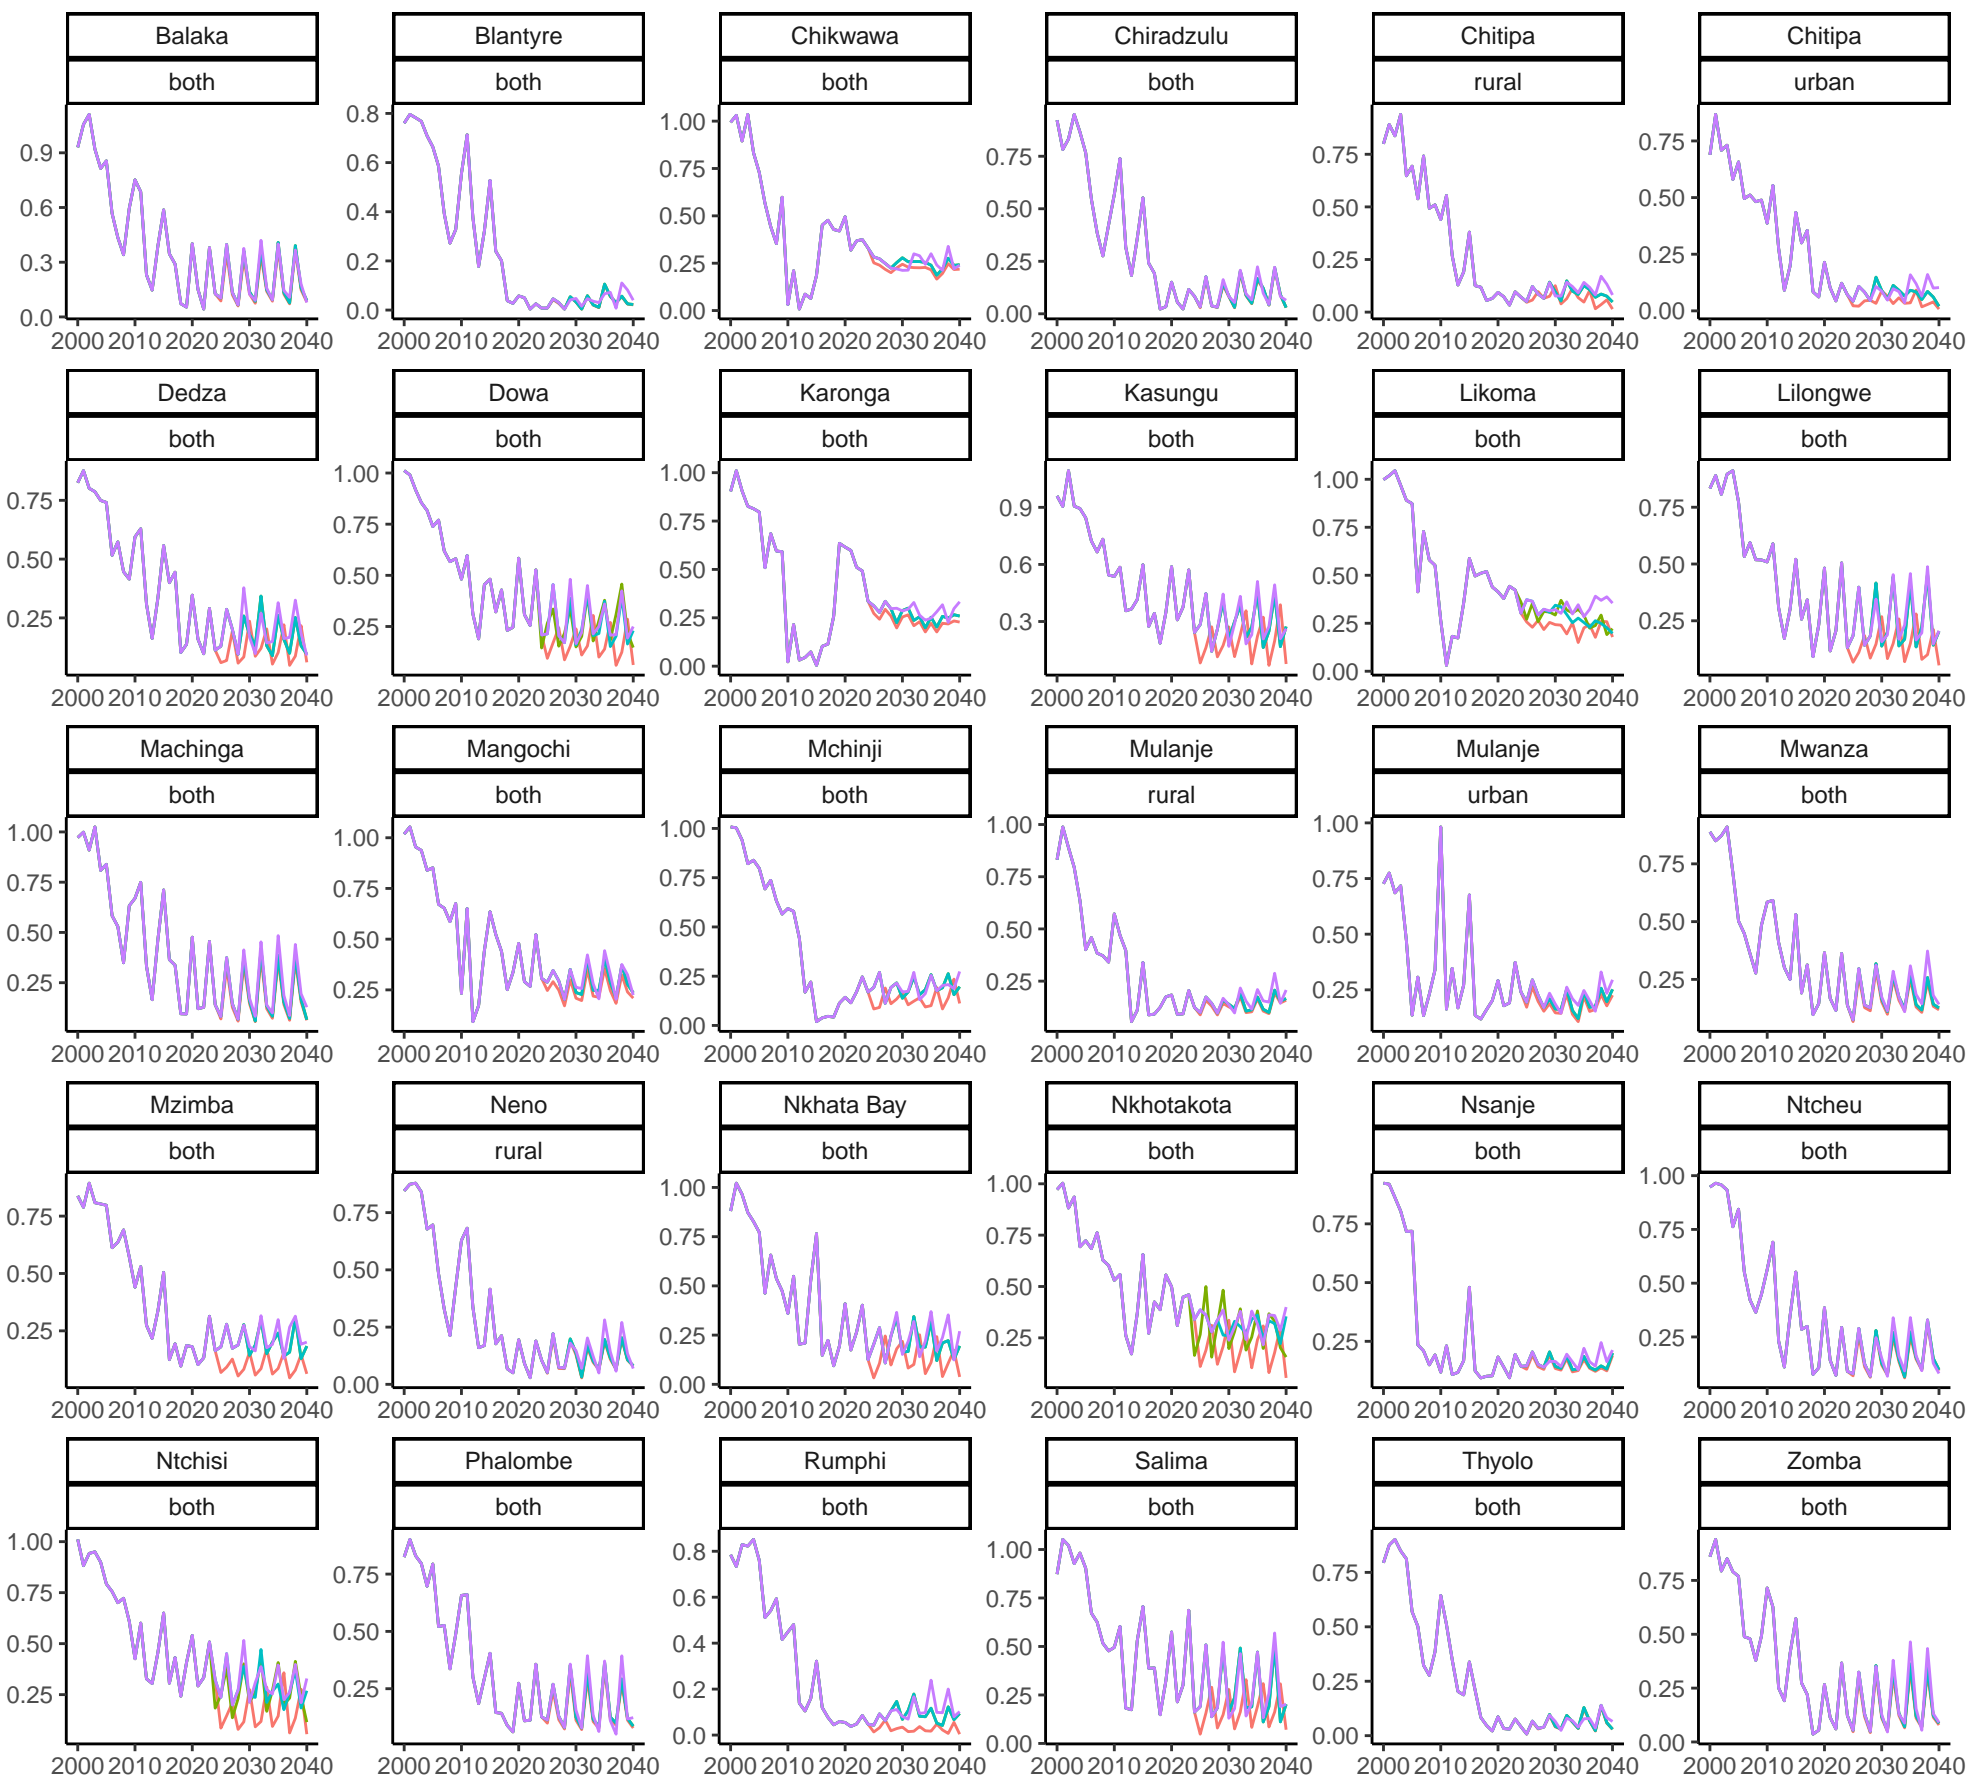 Balaka Blantyre Chikwawa Chiradzulu Chitipa Chitipa
both both both both rural urban
0.9 0.6 0.3 0.0
0.8 0.6 0.4 0.2 0.0
1.00 0.75 0.50 0.25 0.00
0.75 0.50 0.25 0.00
0.75 0.50 0.25 0.00
0.75 0.50 0.25 0.00
2000 2010 2020 2030 2040 2000 2010 2020 2030 2040 2000 2010 2020 2030 2040 2000 2010 2020 2030 2040 2000 2010 2020 2030 2040 2000 2010 2020 2030 2040
Dedza Dowa Karonga Kasungu Likoma Lilongwe
both both both both both both
0.75 0.50 0.25
1.00 0.75 0.50 0.25
1.00 0.75 0.50 0.25 0.00
0.9 0.6 0.3
1.00 0.75 0.50 0.25 0.00
0.75 0.50 0.25
2000 2010 2020 2030 2040 2000 2010 2020 2030 2040 2000 2010 2020 2030 2040 2000 2010 2020 2030 2040 2000 2010 2020 2030 2040 2000 2010 2020 2030 2040
Machinga Mangochi Mchinji Mulanje Mulanje Mwanza
both both both rural urban both
1.00 0.75 0.50 0.25
1.00 0.75 0.50 0.25
1.00 0.75 0.50 0.25 0.00
1.00 0.75 0.50 0.25
1.00 0.75 0.50 0.25
0.75 0.50 0.25
2000 2010 2020 2030 2040 2000 2010 2020 2030 2040 2000 2010 2020 2030 2040 2000 2010 2020 2030 2040 2000 2010 2020 2030 2040 2000 2010 2020 2030 2040
Mzimba Neno Nkhata Bay Nkhotakota Nsanje Ntcheu
both rural both both both both
0.75 0.50 0.25
0.75 0.50 0.25 0.00
1.00 0.75 0.50 0.25 0.00
1.00 0.75 0.50 0.25
0.75 0.50 0.25
1.00 0.75 0.50 0.25
2000 2010 2020 2030 2040 2000 2010 2020 2030 2040 2000 2010 2020 2030 2040 2000 2010 2020 2030 2040 2000 2010 2020 2030 2040 2000 2010 2020 2030 2040
Ntchisi Phalombe Rumphi Salima Thyolo Zomba
both both both both both both
1.00 0.75 0.50 0.25
0.75 0.50 0.25
0.8 0.6 0.4 0.2 0.0
1.00 0.75 0.50 0.25 0.00
0.75 0.50 0.25 0.00
0.75 0.50 0.25 0.00
2000 2010 2020 2030 2040 2000 2010 2020 2030 2040 2000 2010 2020 2030 2040 2000 2010 2020 2030 2040 2000 2010 2020 2030 2040 2000 2010 2020 2030 2040